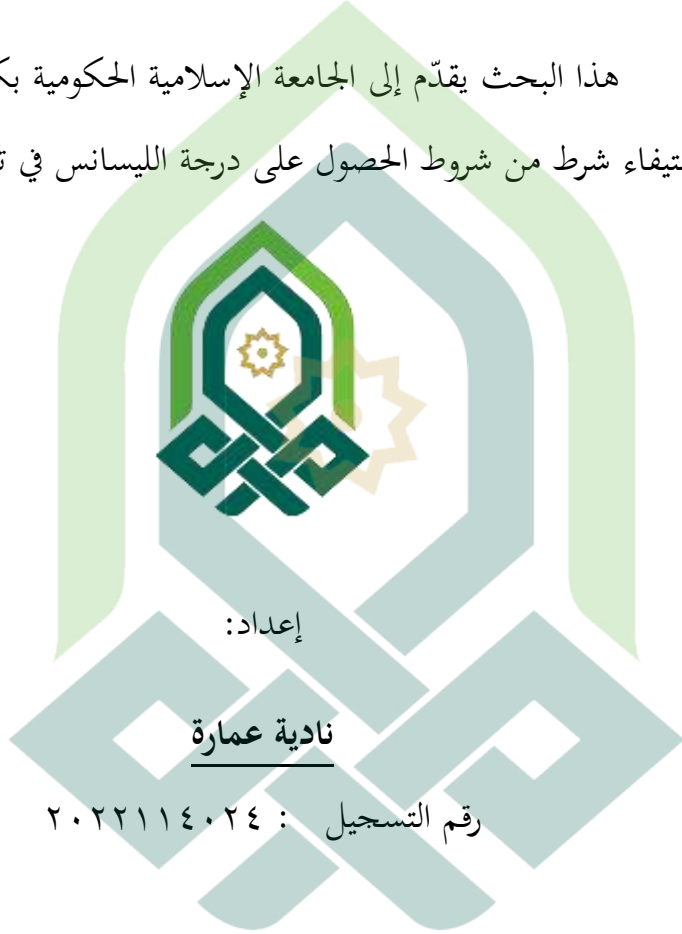 هذا البحث يقدّم إلى الجامعة الإسلامية الحكومية
شرط من شروط الحصول على درجة الليسانس في
إعداد:
نادية عمارة
رقم التسجيل : ٢٠٢٢١١٤٠٢٤